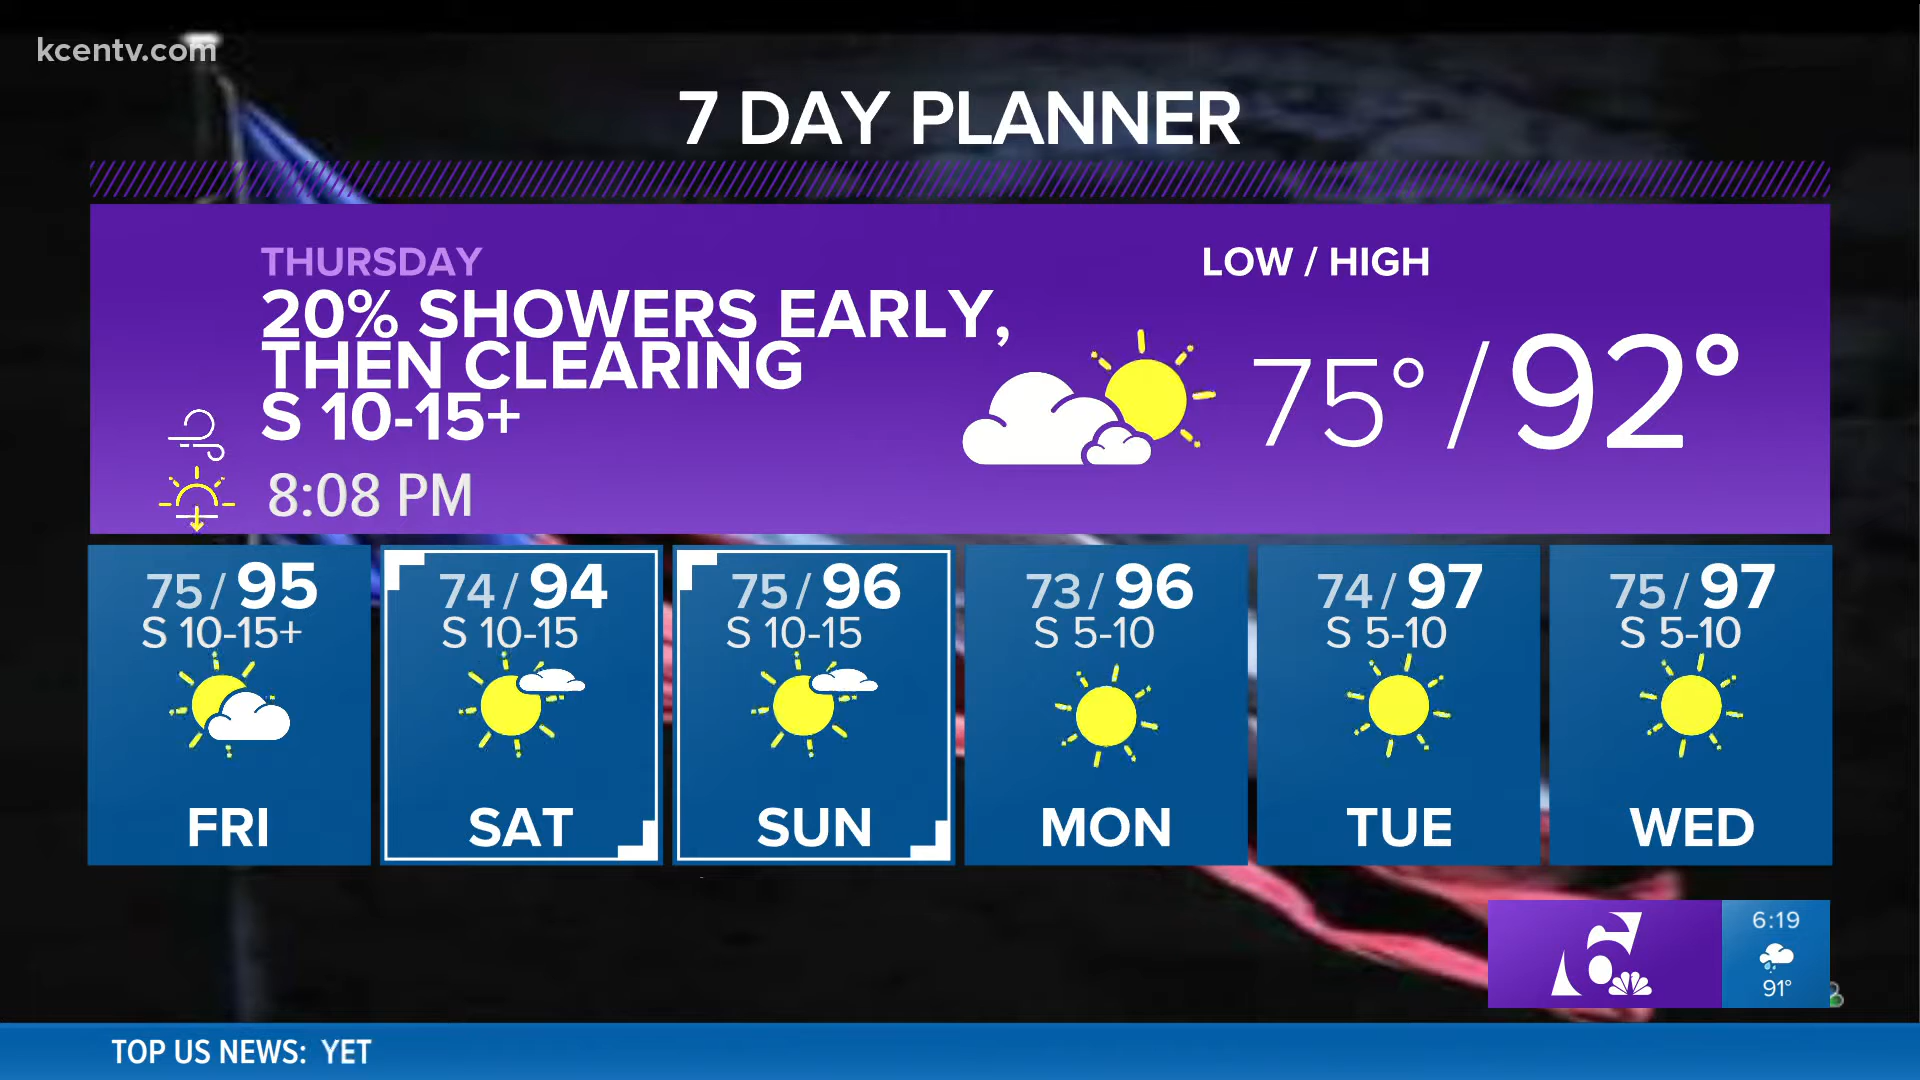 kcentv.com
7 DAY PLANNER
THURSDAY
20% SHOWERS EARLY,
THEN CLEARING
S 10-15+
8:08 PM
LOW / HIGH
75° / 92°
75 / 95
S 10-15+
FRI
74 / 94
S 10-15
SAT
75 / 96
S 10-15
SUN
73 / 96
S 5-10
MON
74 / 97
S 5-10
TUE
75 / 97
S 5-10
WED
6
6:19
91°
TOP US NEWS: YET